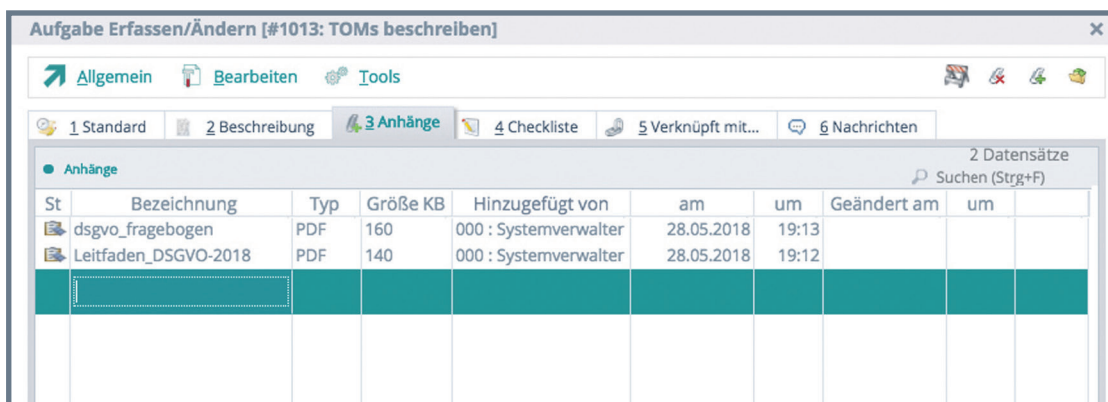 Aufgabe Erfassen/Ändern [#1013: TOMs beschreiben]
Allgemein Bearbeiten Tools
1 Standard 2 Beschreibung 3 Anhänge 4 Checkliste 5 Verknüpft mit... 6 Nachrichten
2 Datensätze
Anhänge
Suchen (Strg+F)
St Bezeichnung Typ Größe KB Hinzugefügt von am um Geändert am um
dsgvo_fragebogen PDF 160 000 : Systemverwalter 28.05.2018 19:13
Leitfaden_DSGVO-2018 PDF 140 000 : Systemverwalter 28.05.2018 19:12